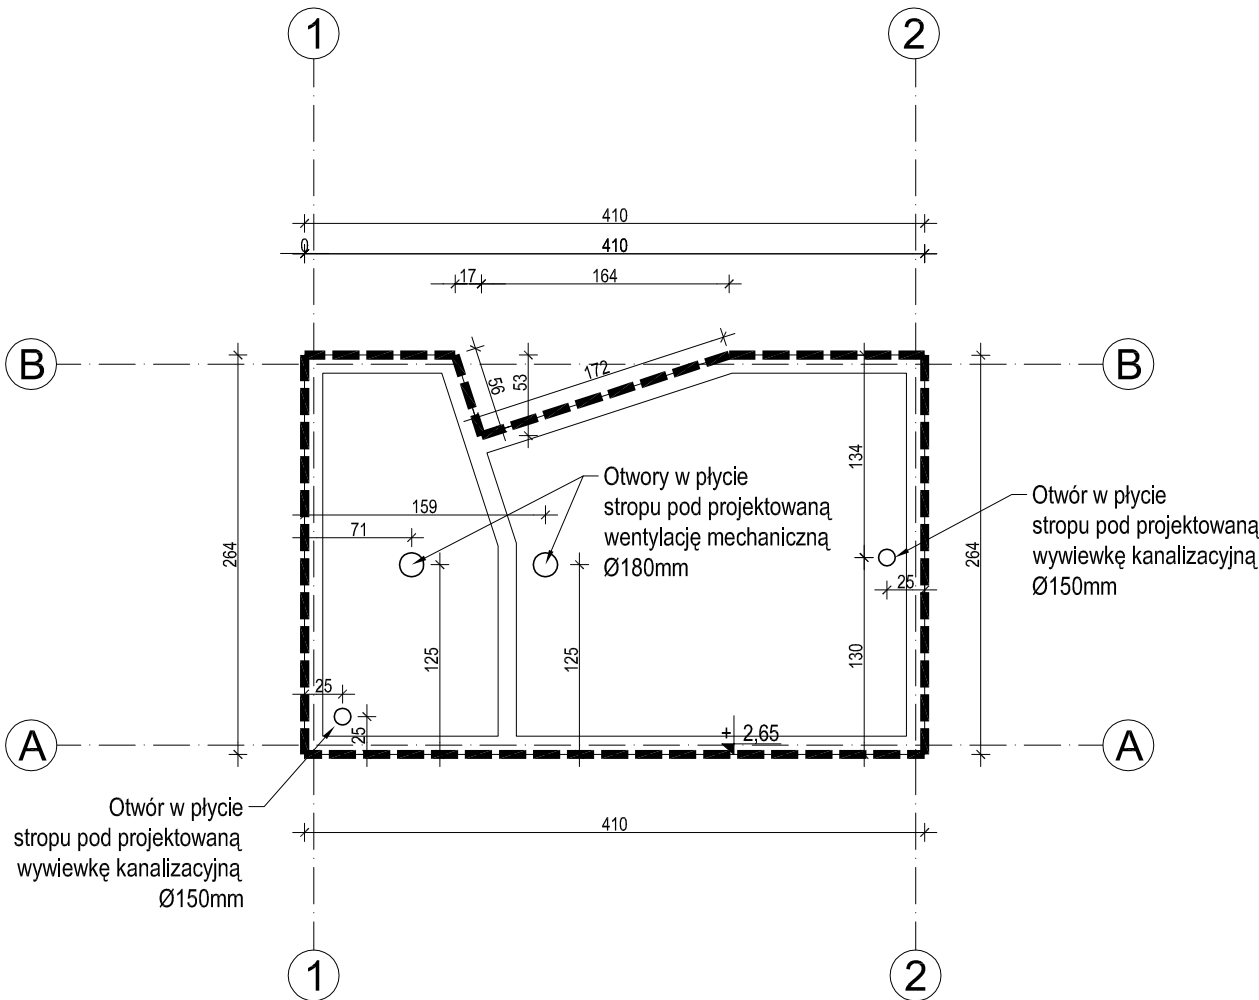 1
2
410
0
410
17
164
B
B
172
56
53
134
Otwory w płycie
stropu pod projektowaną
wentylację mechaniczną
Ø180mm
Otwór w płycie
stropu pod projektowaną
wywiewkę kanalizacyjną
Ø150mm
159
71
264
264
25
125
125
130
25
25
+ 2,65
A
A
Otwór w płycie
stropu pod projektowaną
wywiewkę kanalizacyjną
Ø150mm
410
1
2